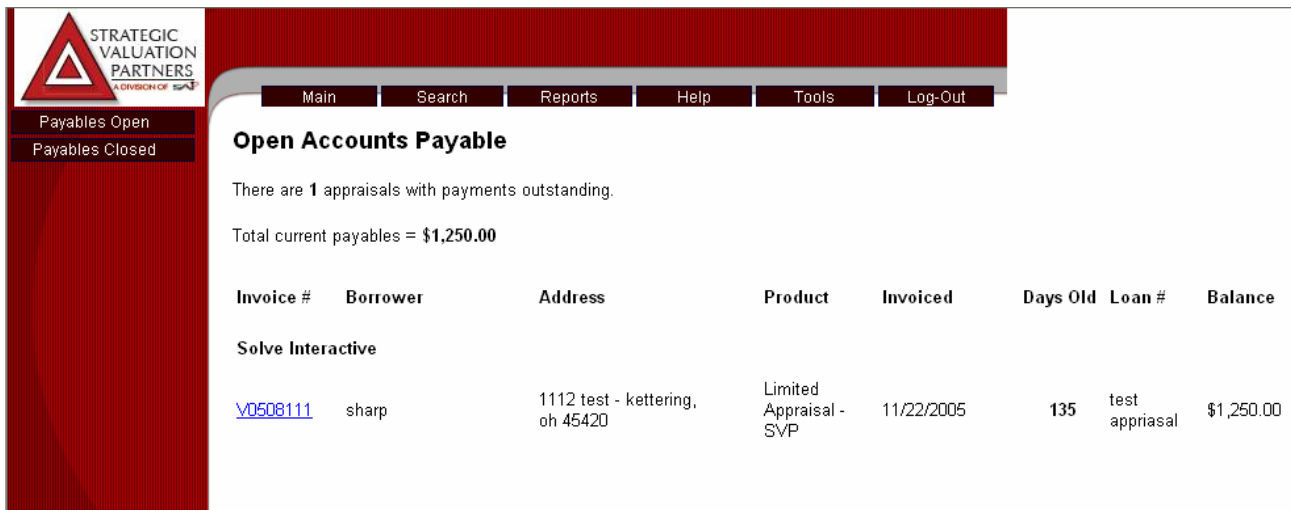 STRATEGIC
VALUATION
PARTNERS
A DIVISION OF
Main Search Reports Help Tools Log-Out
Payables Open
Payables Closed
Open Accounts Payable
There are 1 appraisals with payments outstanding.
Total current payables = $1,250.00
Invoice # Borrower Address Product Invoiced Days Old Loan # Balance
Solve Interactive
V0508111 sharp 1112 test - kettering, oh 45420 Limited Appraisal - SVP 11/22/2005 135 test appriasal $1,250.00